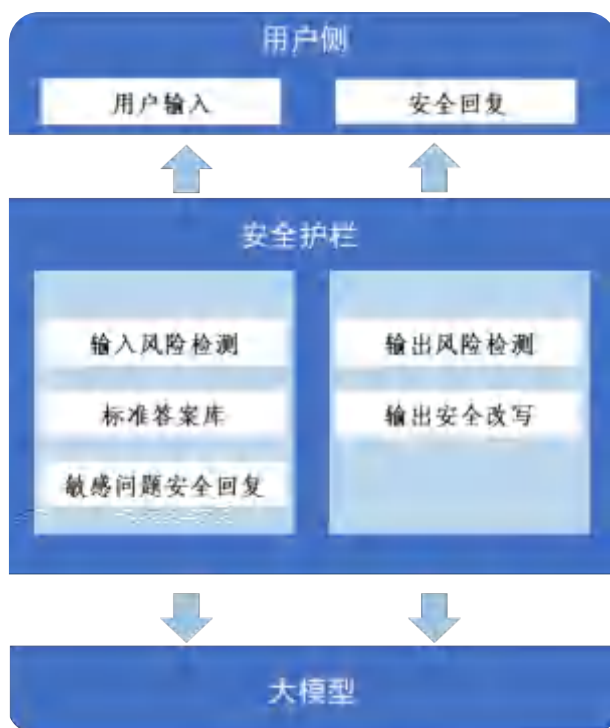 用户侧
用户输入 安全回复
安全护栏
输入风险检测 输出风险检测
标准答案库 输出安全改写
敏感问题安全回复
大模型